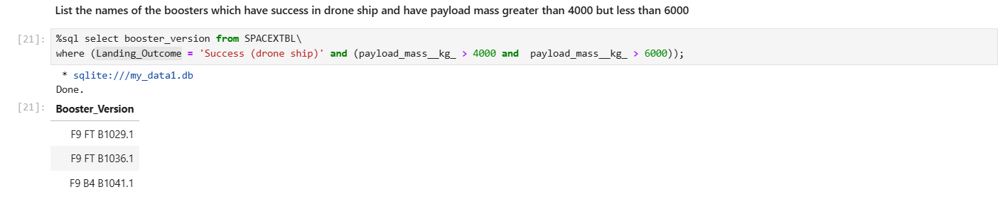 List the names of the boosters which have success in drone ship and have payload mass greater than 4000 but less than 6000
[21]: %sql select booster_version from SPACEXTBL\
where (Landing_Outcome = 'Success (drone ship)' and (payload_mass__kg_ > 4000 and  payload_mass__kg_ > 6000));
* sqlite:///my_data1.db
Done.
[21]: Booster_Version
F9 FT B1029.1
F9 FT B1036.1
F9 B4 B1041.1